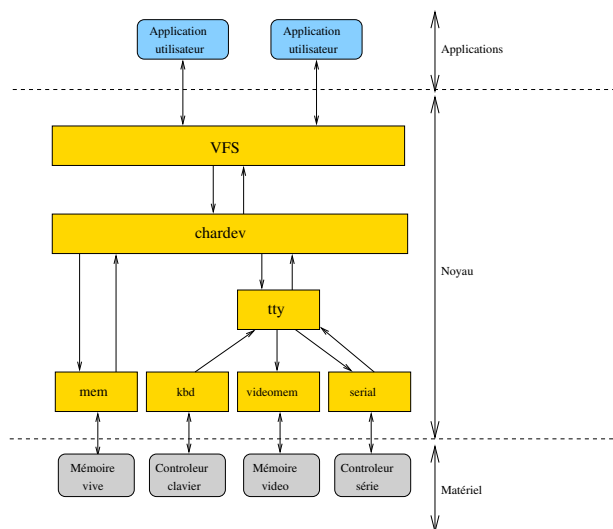 Application
utilisateur
Application
utilisateur
Applications
VFS
chardev
Noyau
tty
mem
kbd
videomem
serial
Mémoire
vive
Controleur
clavier
Mémoire
video
Controleur
série
Matériel